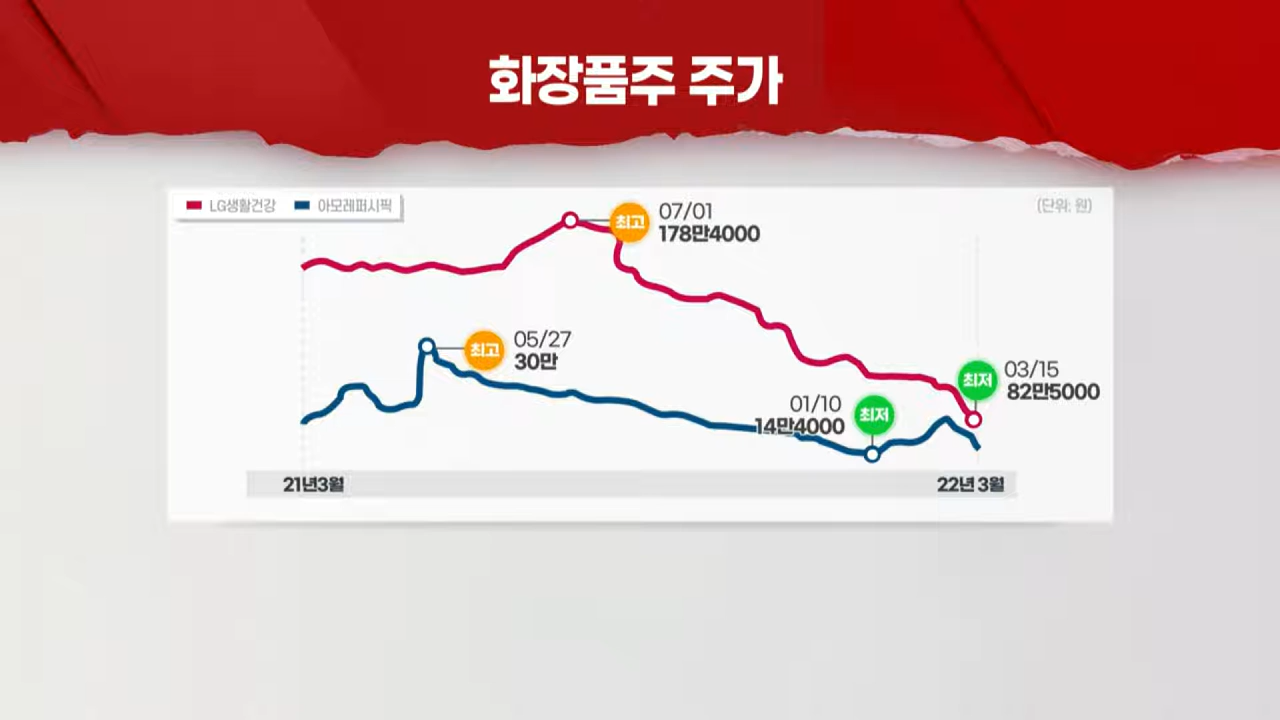 화장품주 주가
LG생활건강 아모레퍼시픽
(단위: 원)
최고 07/01
178만4000
최고 05/27
30만
01/10 최저
14만4000
최저 03/15
82만5000
21년3월 22년 3월